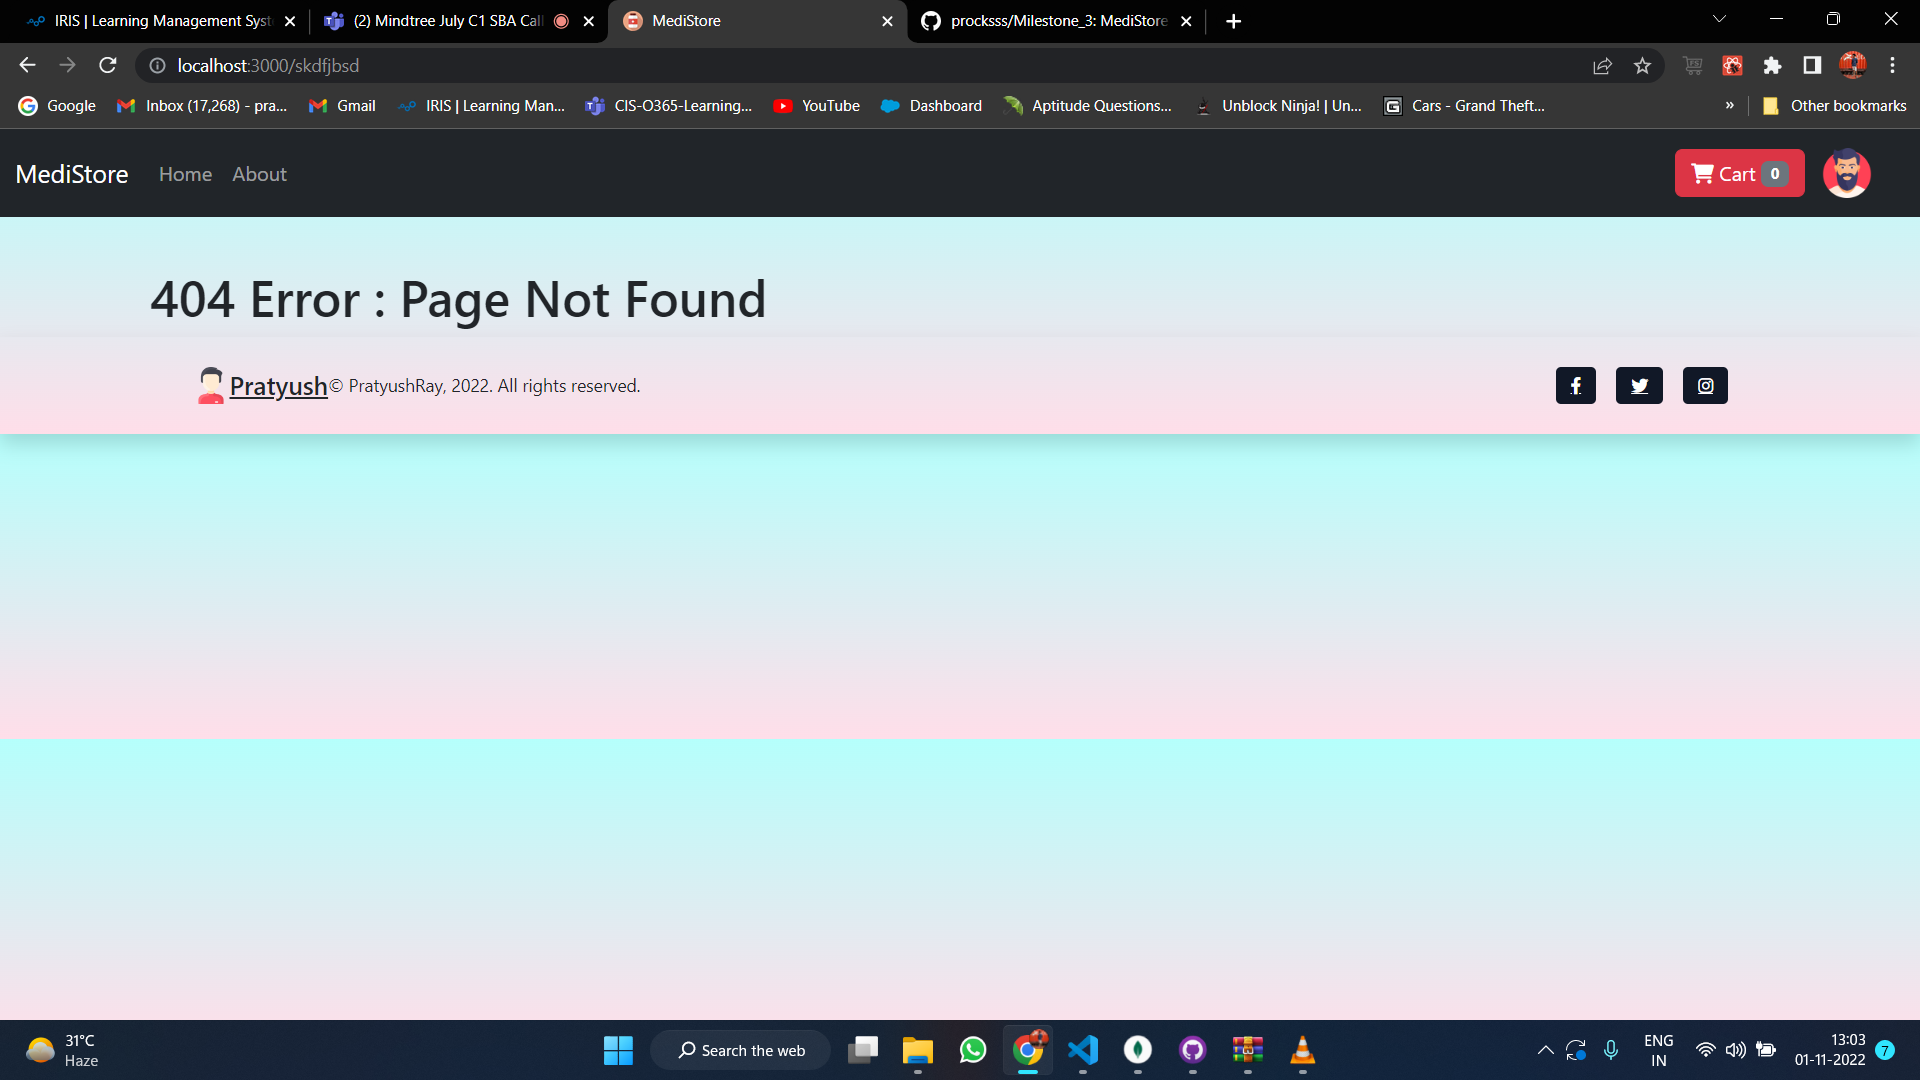 IRIS | Learning Management Syst
(2) Mindtree July C1 SBA Call
MediStore
procksss/Milestone_3: MediStore
localhost:3000/skdfjbsd
Google
Inbox (17,268) - pra...
Gmail
IRIS | Learning Man...
CIS-O365-Learning...
YouTube
Dashboard
Aptitude Questions...
Unblock Ninja! | Un...
Cars - Grand Theft...
»
Other bookmarks
MediStore
Home
About
Cart 0
404 Error : Page Not Found
Pratyush© PratyushRay, 2022. All rights reserved.
31°C
Haze
Search the web
ENG
IN
13:03
01-11-2022
7